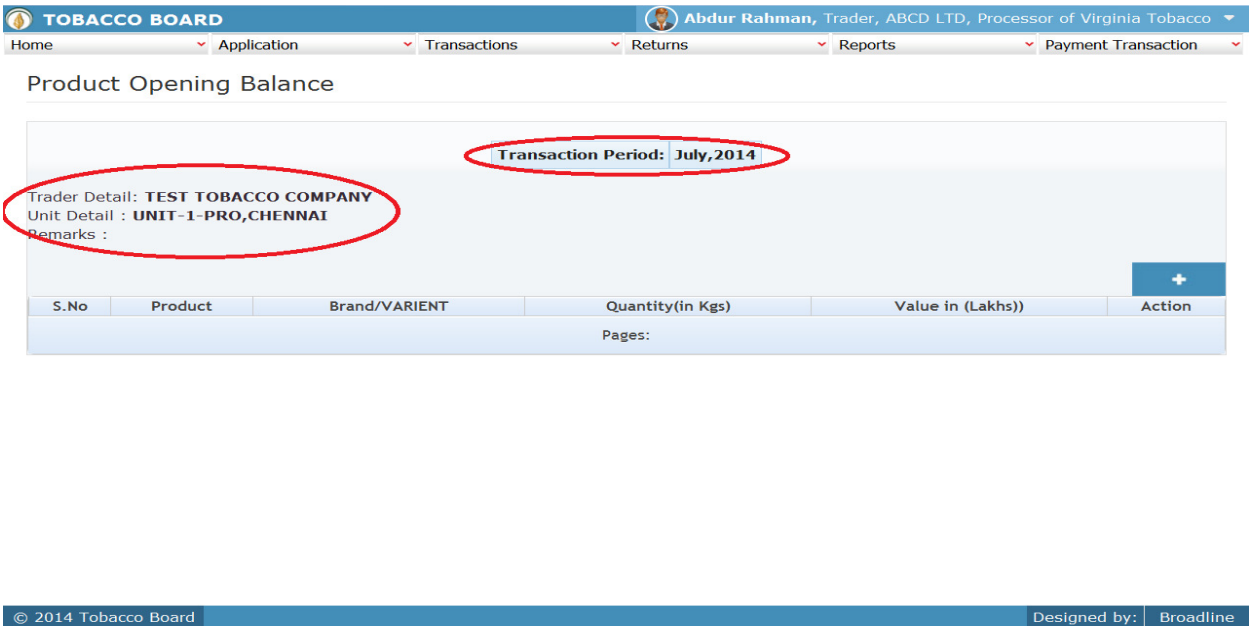 TOBACCO BOARD Abdur Rahman, Trader, ABCD LTD, Processor of Virginia Tobacco
Home Application Transactions Returns Reports Payment Transaction
Product Opening Balance
Transaction Period: July,2014
Trader Detail: TEST TOBACCO COMPANY
Unit Detail : UNIT-1-PRO,CHENNAI
Remarks :
+
S.No Product Brand/VARIENT Quantity(in Kgs) Value in (Lakhs)) Action
Pages:
© 2014 Tobacco Board Designed by: Broadline